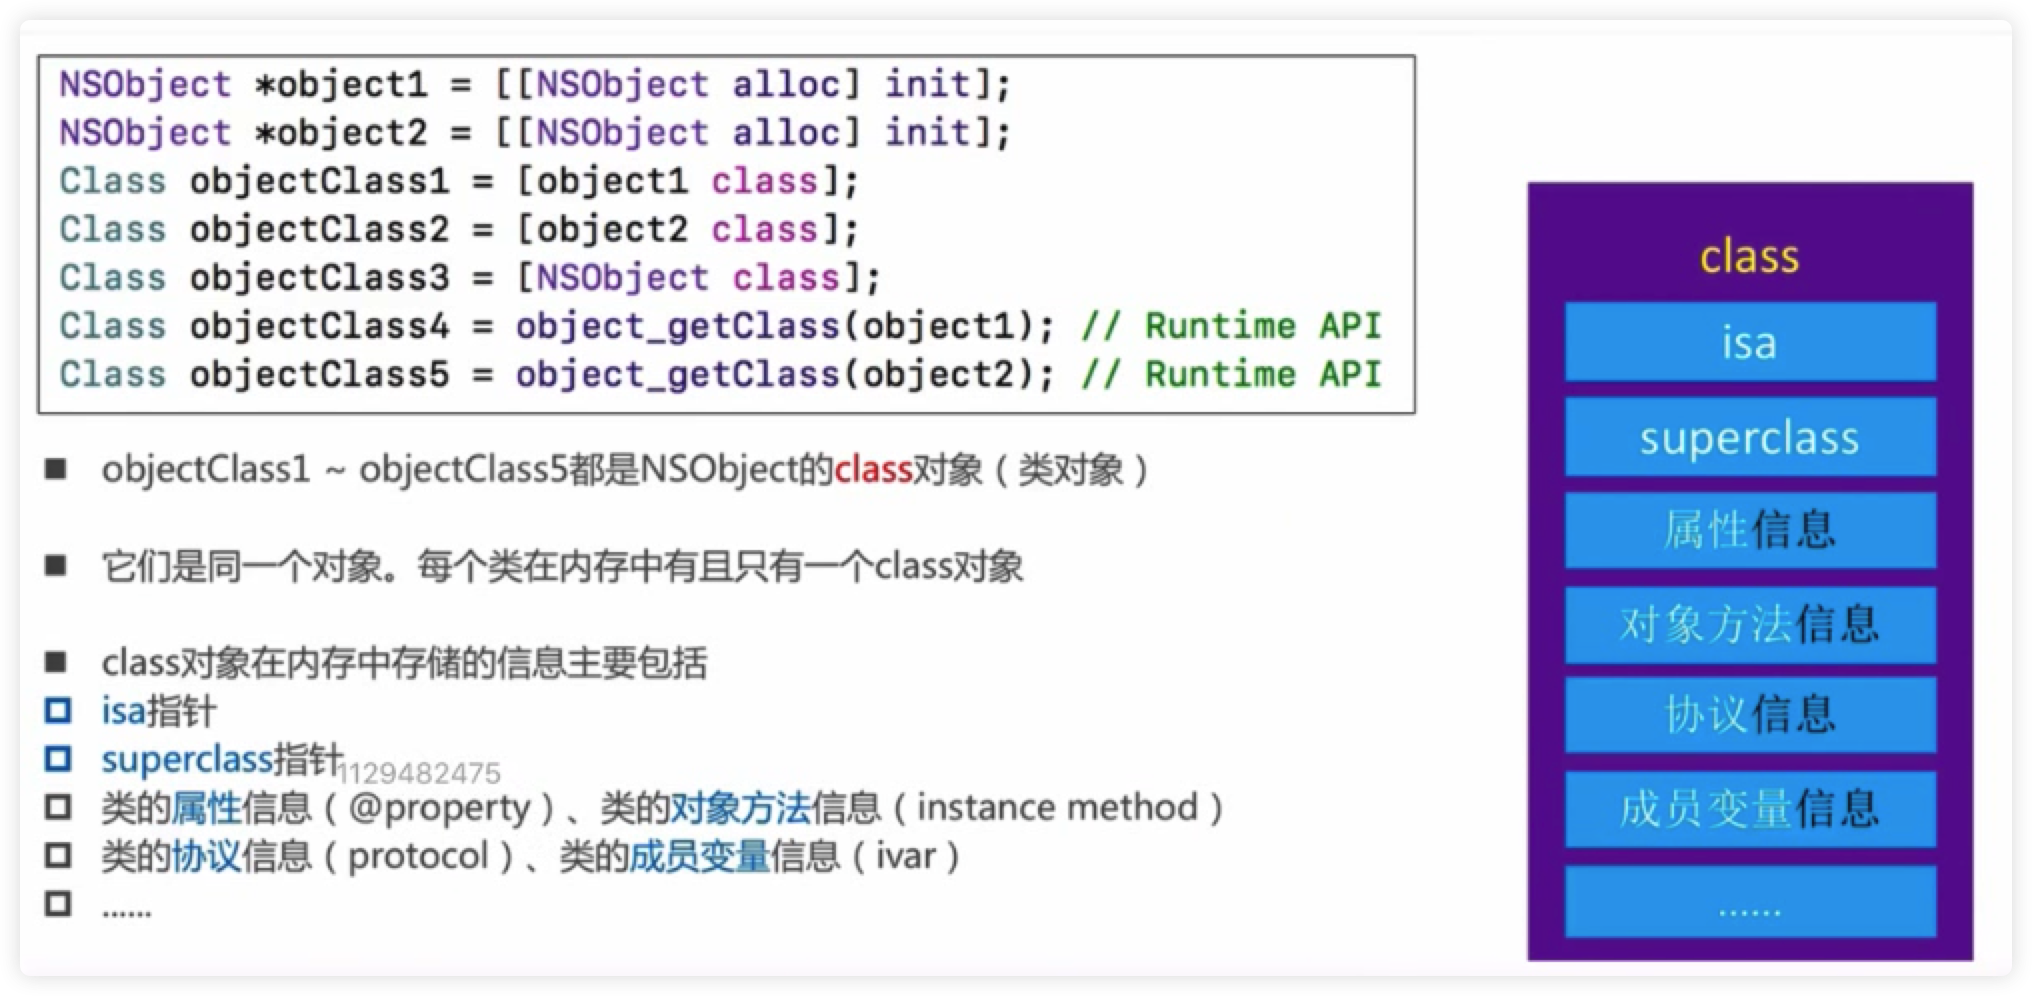 NSObject *object1 = [[NSObject alloc] init];
NSObject *object2 = [[NSObject alloc] init];
Class objectClass1 = [object1 class];
Class objectClass2 = [object2 class];
Class objectClass3 = [NSObject class];
Class objectClass4 = object_getClass(object1); // Runtime API
Class objectClass5 = object_getClass(object2); // Runtime API
■ objectClass1 ~ objectClass5都是NSObject的class对象（类对象）
■ 它们是同一个对象。每个类在内存中有且只有一个class对象
■ class对象在内存中存储的信息主要包括
isa指针
superclass指针
1129482475
类的属性信息（@property）、类的对象方法信息（instance method）
类的协议信息（protocol）、类的成员变量信息（ivar）
......
class
isa
superclass
属性信息
对象方法信息
协议信息
成员变量信息
......